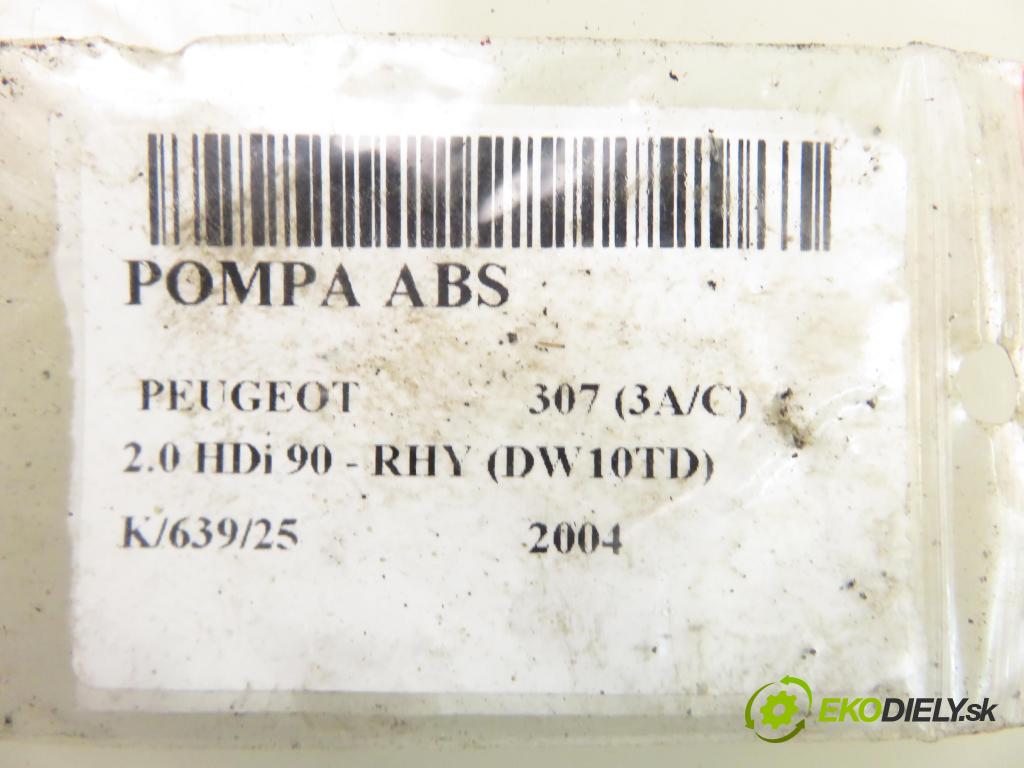 POMPA ABS
PEUGEOT 307 (3A/C)
2.0 HDi 90 - RHY (DW10TD)
K/639/25 2004
EKODIELY.sk